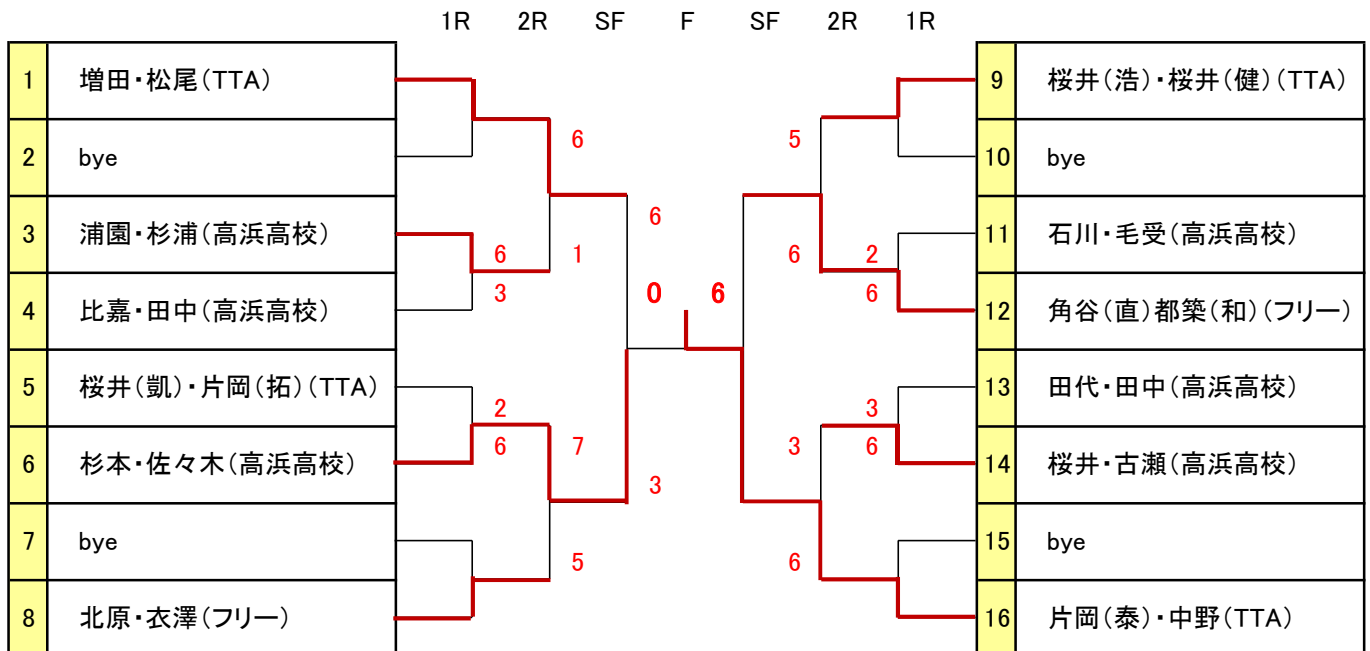 1R 2R SF F SF 2R 1R
1 増田・松尾(TTA)
2 bye
3 浦園・杉浦(高浜高校)
4 比嘉・田中(高浜高校)
5 桜井(凱)・片岡(拓)(TTA)
6 杉本・佐々木(高浜高校)
7 bye
8 北原・衣澤(フリー)
6
1
6
3
2
6
7
5
6
3
0 6
5
6
2
6
3
6
3
6
9 桜井(浩)・桜井(健)(TTA)
10 bye
11 石川・毛受(高浜高校)
12 角谷(直)都築(和)(フリー)
13 田代・田中(高浜高校)
14 桜井・古瀬(高浜高校)
15 bye
16 片岡(泰)・中野(TTA)